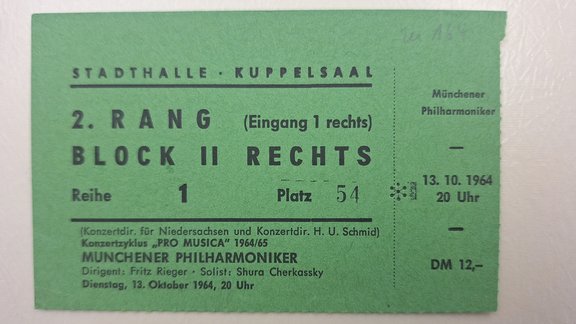 STADTHALLE · KUPPELSAAL
2. RANG (Eingang 1 rechts)
BLOCK II RECHTS
Reihe 1 Platz 54
(Konzertdir. für Niedersachsen und Konzertdir. H. U. Schmid)
Konzertzyklus „PRO MUSICA" 1964/65
MÜNCHENER PHILHARMONIKER
Dirigent: Fritz Rieger · Solist: Shura Cherkassky
Dienstag, 13. Oktober 1964, 20 Uhr
Münchener
Philharmoniker
—
13. 10. 1964
20 Uhr
—
DM 12,–